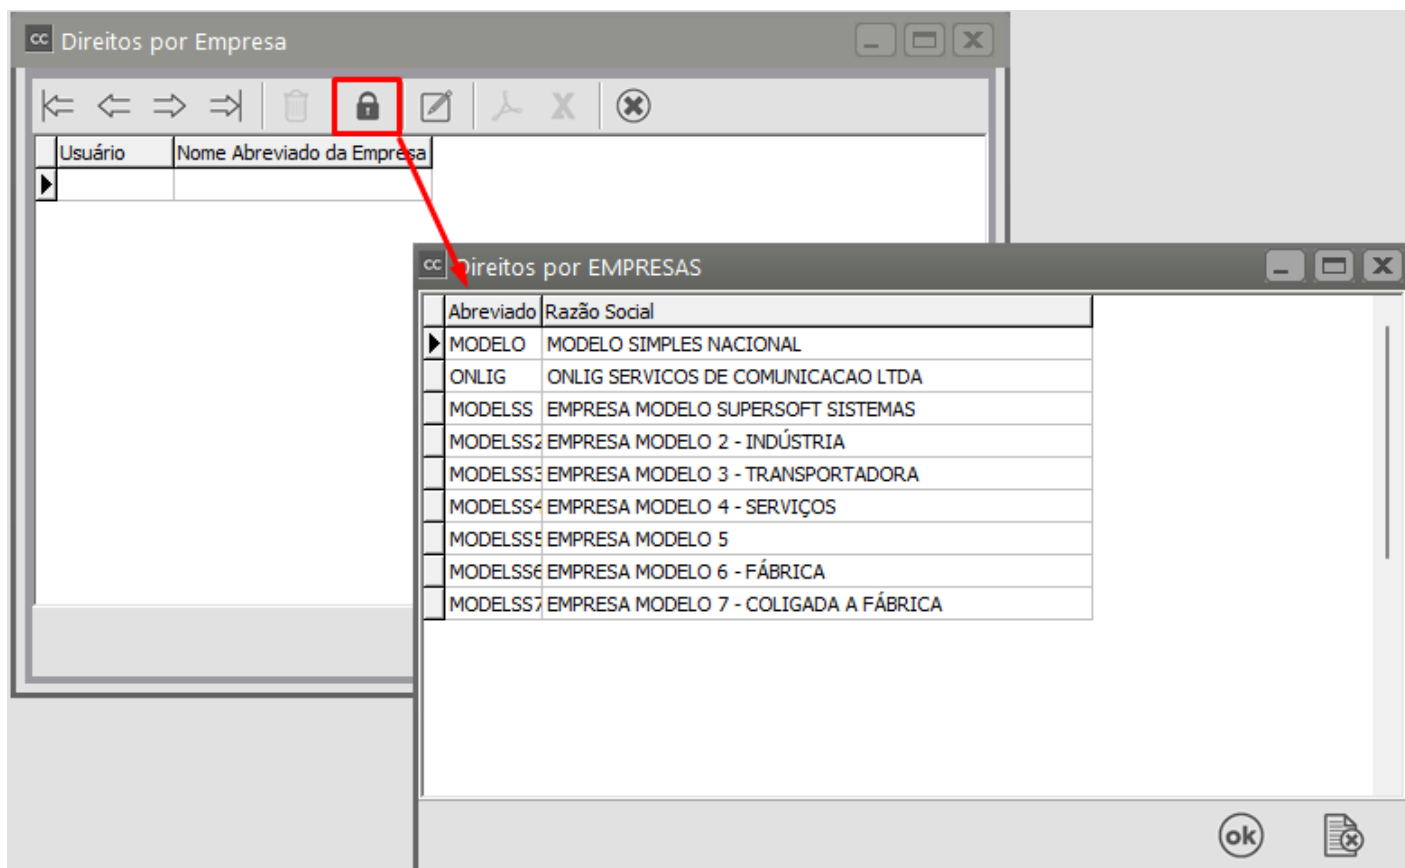 cc Direitos por Empresa
Usuário Nome Abreviado da Empresa
cc Direitos por EMPRESAS
Abreviado Razão Social
MODELO MODELO SIMPLES NACIONAL
ONLIG ONLIG SERVICOS DE COMUNICACAO LTDA
MODELSS EMPRESA MODELO SUPERSOFT SISTEMAS
MODELSS2 EMPRESA MODELO 2 - INDÚSTRIA
MODELSS3 EMPRESA MODELO 3 - TRANSPORTADORA
MODELSS4 EMPRESA MODELO 4 - SERVIÇOS
MODELSS5 EMPRESA MODELO 5
MODELSS6 EMPRESA MODELO 6 - FÁBRICA
MODELSS7 EMPRESA MODELO 7 - COLIGADA A FÁBRICA
ok